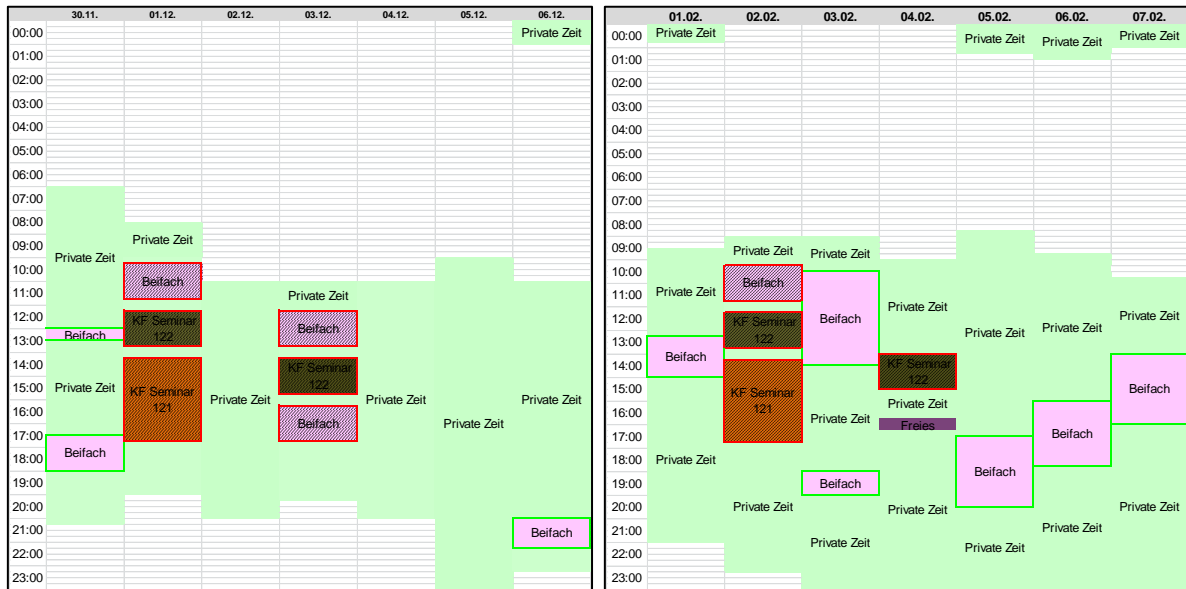 30.11. 01.12. 02.12. 03.12. 04.12. 05.12. 06.12.
00:00 Private Zeit
01:00
02:00
03:00
04:00
05:00
06:00
07:00
08:00
Private Zeit
09:00
Private Zeit
10:00
Beifach
11:00 Private Zeit
12:00 KF Seminar Beifach
122
Beifach
13:00
14:00 KF Seminar
122
15:00 Private Zeit KF Seminar Private Zeit Private Zeit Private Zeit
121
16:00 Beifach Private Zeit
17:00
Beifach
18:00
19:00
20:00
21:00 Beifach
22:00
23:00
01.02. 02.02. 03.02. 04.02. 05.02. 06.02. 07.02.
00:00 Private Zeit Private Zeit Private Zeit Private Zeit
01:00
02:00
03:00
04:00
05:00
06:00
07:00
08:00
09:00 Private Zeit Private Zeit
10:00 Beifach
11:00 Private Zeit Private Zeit Private Zeit
12:00 KF Seminar Beifach Private Zeit Private Zeit
122
13:00 Beifach
14:00 KF Seminar
122
15:00 KF Seminar Private Zeit Beifach
121
16:00 Private Zeit Freies
17:00 Private Zeit Beifach
18:00 Beifach
19:00 Beifach
20:00 Private Zeit Private Zeit Private Zeit
21:00 Private Zeit
22:00 Private Zeit Private Zeit
23:00